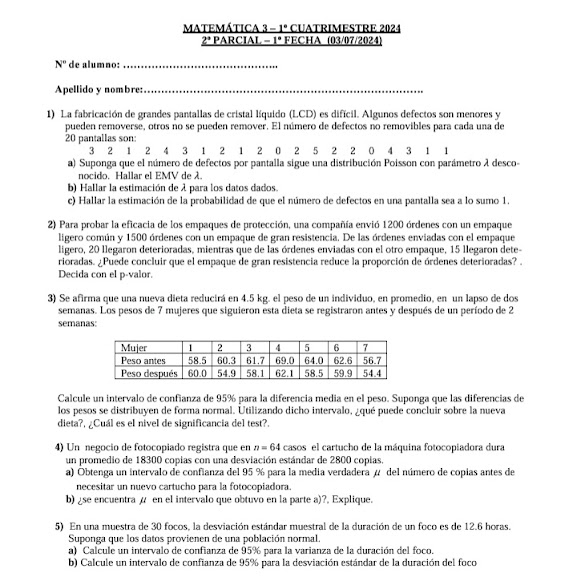 MATEMÁTICA 3 – 1º CUATRIMESTRE 2024
2º PARCIAL – 1º FECHA (03/07/2024)
Nº de alumno: ............................................
Apellido y nombre:..................................................................................
1) La fabricación de grandes pantallas de cristal líquido (LCD) es difícil. Algunos defectos son menores y
pueden removerse, otros no se pueden remover. El número de defectos no removibles para cada una de
20 pantallas son:
3 2 1 2 4 3 1 2 1 2 0 2 5 2 2 0 4 3 1 1
a) Suponga que el número de defectos por pantalla sigue una distribución Poisson con parámetro λ desco-
nocido. Hallar el EMV de λ.
b) Hallar la estimación de λ para los datos dados.
c) Hallar la estimación de la probabilidad de que el número de defectos en una pantalla sea a lo sumo 1.
2) Para probar la eficacia de los empaques de protección, una compañía envió 1200 órdenes con un empaque
ligero común y 1500 órdenes con un empaque de gran resistencia. De las órdenes enviadas con el empaque
ligero, 20 llegaron deterioradas, mientras que de las órdenes enviadas con el otro empaque, 15 llegaron dete-
rioradas. ¿Puede concluir que el empaque de gran resistencia reduce la proporción de órdenes deterioradas? .
Decida con el p-valor.
3) Se afirma que una nueva dieta reducirá en 4.5 kg. el peso de un individuo, en promedio, en un lapso de dos
semanas. Los pesos de 7 mujeres que siguieron esta dieta se registraron antes y después de un período de 2
semanas:
Mujer 1 2 3 4 5 6 7
Peso antes 58.5 60.3 61.7 69.0 64.0 62.6 56.7
Peso después 60.0 54.9 58.1 62.1 58.5 59.9 54.4
Calcule un intervalo de confianza de 95% para la diferencia media en el peso. Suponga que las diferencias de
los pesos se distribuyen de forma normal. Utilizando dicho intervalo, ¿qué puede concluir sobre la nueva
dieta?, ¿Cuál es el nivel de significancia del test?.
4) Un negocio de fotocopiado registra que en n = 64 casos el cartucho de la máquina fotocopiadora dura
un promedio de 18300 copias con una desviación estándar de 2800 copias.
a) Obtenga un intervalo de confianza del 95 % para la media verdadera μ del número de copias antes de
necesitar un nuevo cartucho para la fotocopiadora.
b) ¿se encuentra μ en el intervalo que obtuvo en la parte a)?, Explique.
5) En una muestra de 30 focos, la desviación estándar muestral de la duración de un foco es de 12.6 horas.
Suponga que los datos provienen de una población normal.
a) Calcule un intervalo de confianza de 95% para la varianza de la duración del foco.
b) Calcule un intervalo de confianza de 95% para la desviación estándar de la duración del foco